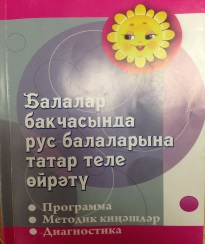 Балалар
бакчасында
рус балаларына
татар теле
өйрәтү
Программа
Методик киңәшләр
Диагностика